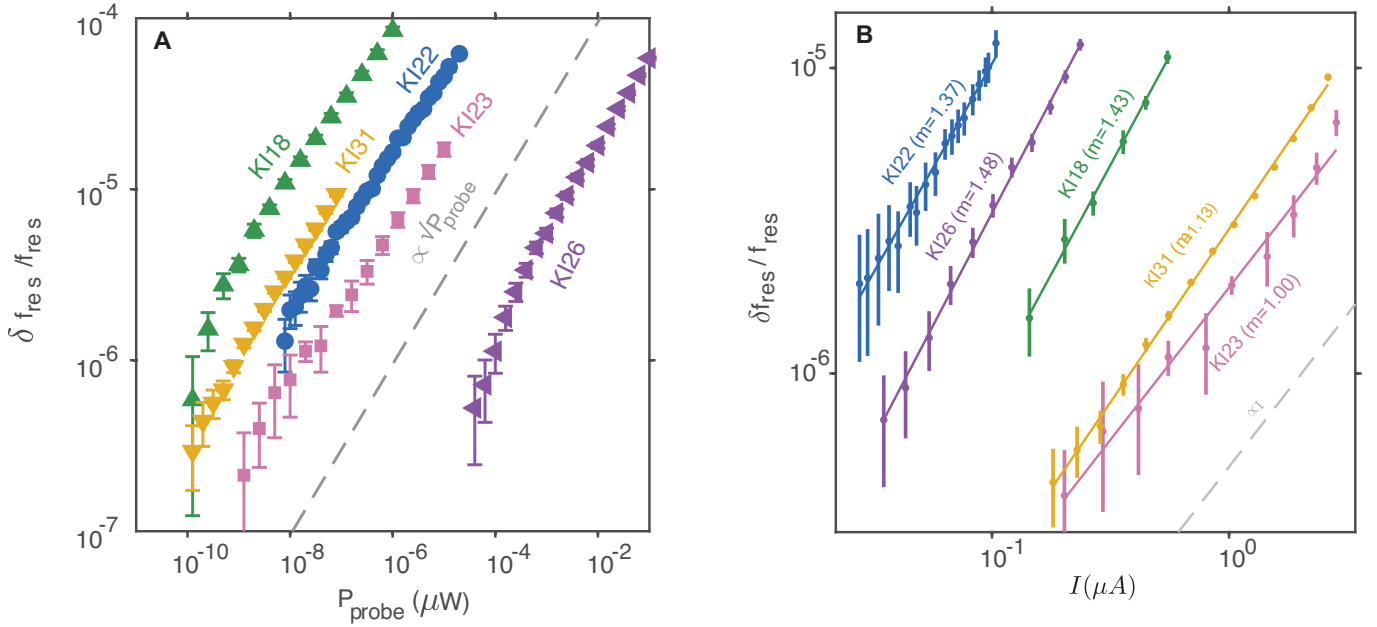 A
10⁻⁴
10⁻⁵
10⁻⁶
10⁻⁷
δ f_res / f_res
KI18
KI31
KI22
KI23
∝ √P_probe
KI26
10⁻¹⁰
10⁻⁸
10⁻⁶
10⁻⁴
10⁻²
P_probe (μW)
B
10⁻⁵
10⁻⁶
δf_res / f_res
KI22 (m=1.37)
KI26 (m=1.48)
KI18 (m=1.43)
KI31 (m=1.13)
KI23 (m=1.00)
∝I
10⁻¹
10⁰
I(μA)